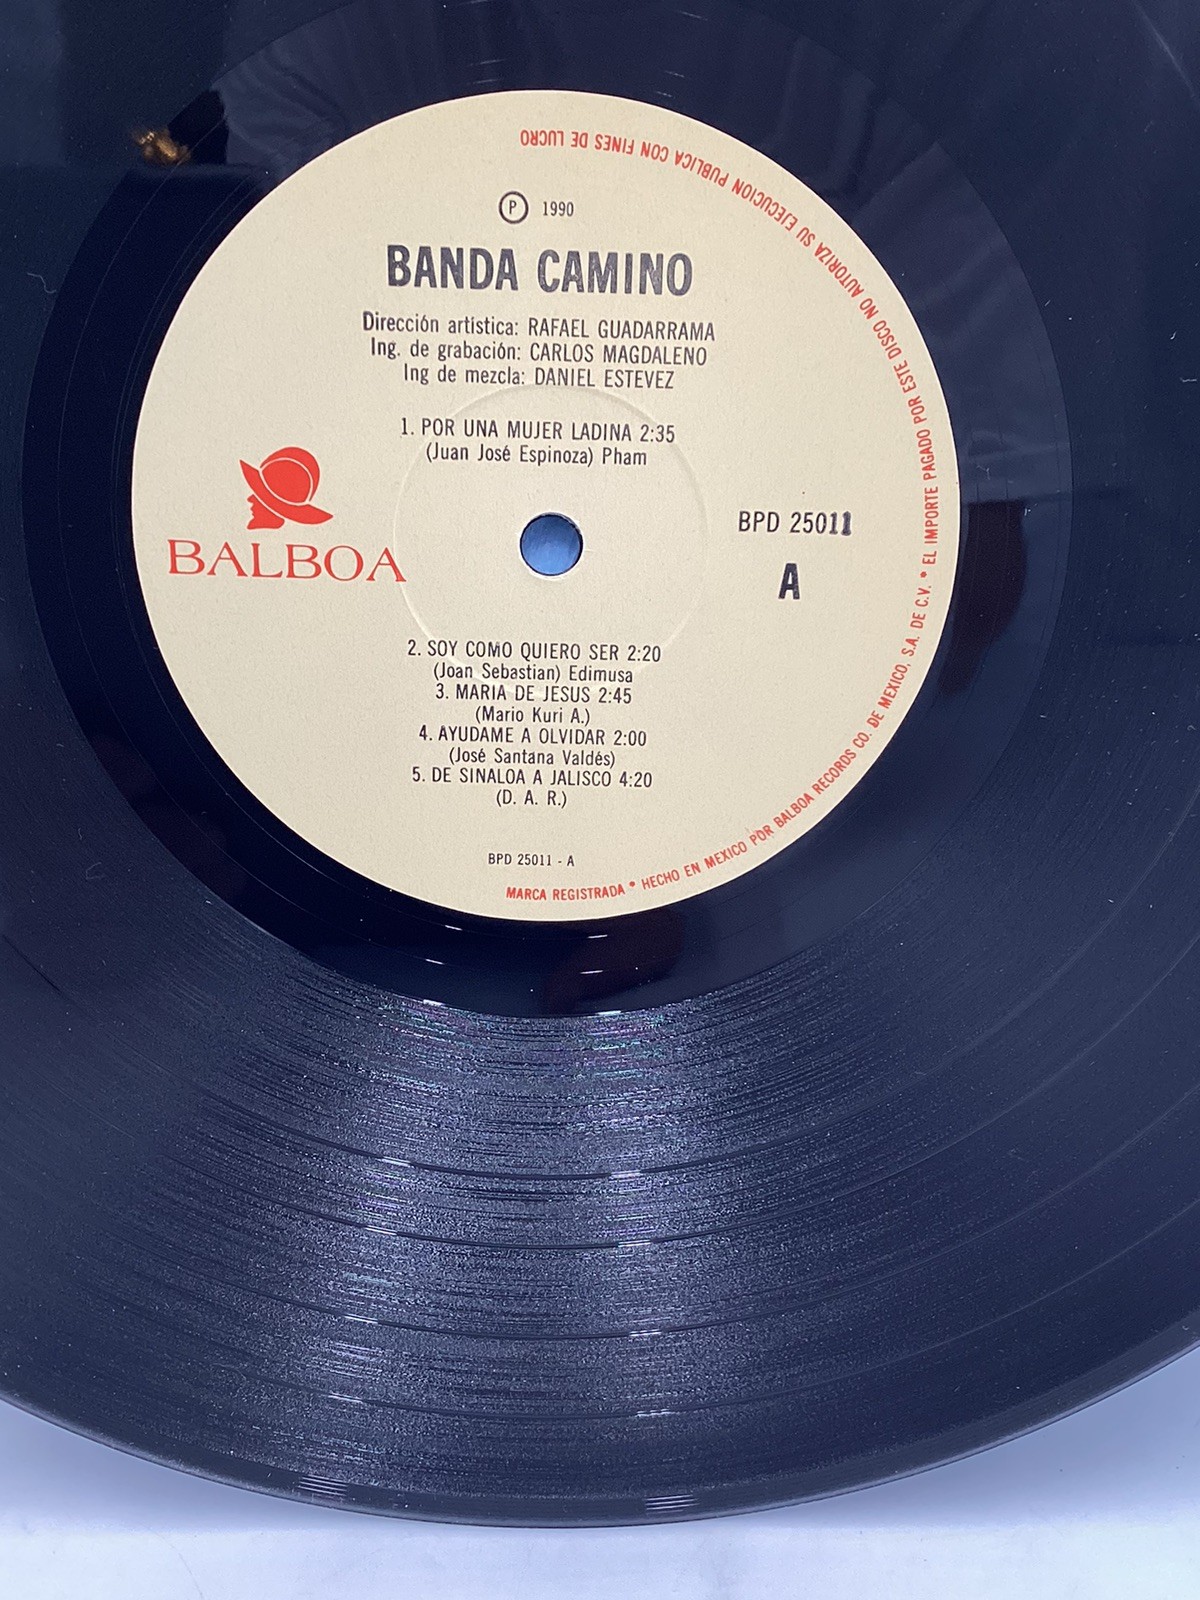 Ⓟ 1990
BANDA CAMINO
Dirección artística: RAFAEL GUADARRAMA
Ing. de grabación: CARLOS MAGDALENO
Ing de mezcla: DANIEL ESTEVEZ
1. POR UNA MUJER LADINA 2:35
(Juan José Espinoza) Pham
BALBOA
BPD 25011
A
2. SOY COMO QUIERO SER 2:20
(Joan Sebastian) Edimusa
3. MARIA DE JESUS 2:45
(Mario Kuri A.)
4. AYUDAME A OLVIDAR 2:00
(José Santana Valdés)
5. DE SINALOA A JALISCO 4:20
(D. A. R.)
BPD 25011 - A
MARCA REGISTRADA * HECHO EN MEXICO POR BALBOA RECORDS CO. DE MEXICO, S.A. DE C.V. * EL IMPORTE PAGADO POR ESTE DISCO NO AUTORIZA SU EJECUCION PUBLICA CON FINES DE LUCRO